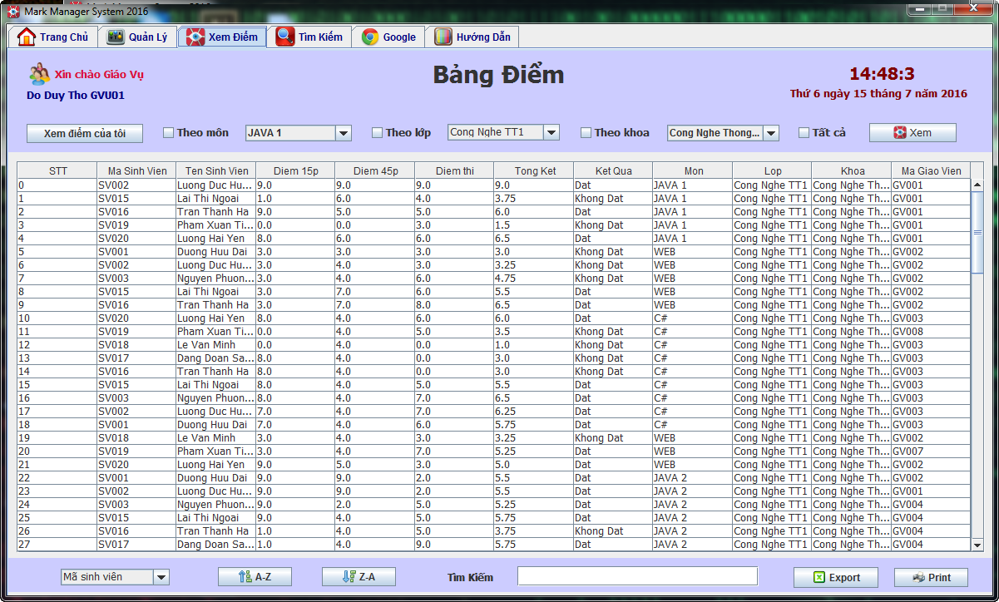 Mark Manager System 2016
Trang Chủ Quản Lý Xem Điểm Tìm Kiếm Google Hướng Dẫn
Xin chào Giáo Vụ
Do Duy Tho GVU01
Bảng Điểm
14:48:3
Thứ 6 ngày 15 tháng 7 năm 2016
Xem điểm của tôi Theo môn JAVA 1 Theo lớp Cong Nghe TT1 Theo khoa Cong Nghe Thong... Tất cả Xem
STT Ma Sinh Vien Ten Sinh Vien Diem 15p Diem 45p Diem thi Tong Ket Ket Qua Mon Lop Khoa Ma Giao Vien
0 SV002 Luong Duc Hu... 9.0 9.0 9.0 9.0 Dat JAVA 1 Cong Nghe TT1 Cong Nghe Th... GV001
1 SV015 Lai Thi Ngoai 1.0 6.0 4.0 3.75 Khong Dat JAVA 1 Cong Nghe TT1 Cong Nghe Th... GV001
2 SV016 Tran Thanh Ha 9.0 5.0 5.0 6.0 Dat JAVA 1 Cong Nghe TT1 Cong Nghe Th... GV001
3 SV019 Pham Xuan Ti... 0.0 0.0 3.0 1.5 Khong Dat JAVA 1 Cong Nghe TT1 Cong Nghe Th... GV001
4 SV020 Luong Hai Yen 8.0 6.0 6.0 6.5 Dat JAVA 1 Cong Nghe TT1 Cong Nghe Th... GV001
5 SV001 Duong Huu Dai 3.0 3.0 3.0 3.0 Khong Dat WEB Cong Nghe TT1 Cong Nghe Th... GV002
6 SV002 Luong Duc Hu... 3.0 4.0 3.0 3.25 Khong Dat WEB Cong Nghe TT1 Cong Nghe Th... GV002
7 SV003 Nguyen Phuon... 3.0 4.0 6.0 4.75 Khong Dat WEB Cong Nghe TT1 Cong Nghe Th... GV002
8 SV015 Lai Thi Ngoai 3.0 7.0 6.0 5.5 Dat WEB Cong Nghe TT1 Cong Nghe Th... GV002
9 SV016 Tran Thanh Ha 3.0 7.0 8.0 6.5 Dat WEB Cong Nghe TT1 Cong Nghe Th... GV002
10 SV020 Luong Hai Yen 8.0 4.0 6.0 6.0 Dat C# Cong Nghe TT1 Cong Nghe Th... GV003
11 SV019 Pham Xuan Ti... 0.0 4.0 5.0 3.5 Khong Dat C# Cong Nghe TT1 Cong Nghe Th... GV008
12 SV018 Le Van Minh 0.0 4.0 0.0 1.0 Khong Dat C# Cong Nghe TT1 Cong Nghe Th... GV003
13 SV017 Dang Doan Sa... 8.0 4.0 0.0 3.0 Khong Dat C# Cong Nghe TT1 Cong Nghe Th... GV003
14 SV016 Tran Thanh Ha 8.0 4.0 0.0 3.0 Khong Dat C# Cong Nghe TT1 Cong Nghe Th... GV003
15 SV015 Lai Thi Ngoai 8.0 4.0 5.0 5.5 Dat C# Cong Nghe TT1 Cong Nghe Th... GV003
16 SV003 Nguyen Phuon... 8.0 4.0 7.0 6.5 Dat C# Cong Nghe TT1 Cong Nghe Th... GV003
17 SV002 Luong Duc Hu... 7.0 4.0 7.0 6.25 Dat C# Cong Nghe TT1 Cong Nghe Th... GV003
18 SV001 Duong Huu Dai 7.0 4.0 6.0 5.75 Dat C# Cong Nghe TT1 Cong Nghe Th... GV003
19 SV018 Le Van Minh 3.0 4.0 3.0 3.25 Khong Dat WEB Cong Nghe TT1 Cong Nghe Th... GV002
20 SV019 Pham Xuan Ti... 3.0 4.0 7.0 5.25 Dat WEB Cong Nghe TT1 Cong Nghe Th... GV007
21 SV020 Luong Hai Yen 9.0 5.0 3.0 5.0 Dat WEB Cong Nghe TT1 Cong Nghe Th... GV002
22 SV001 Duong Huu Dai 9.0 9.0 2.0 5.5 Dat JAVA 2 Cong Nghe TT1 Cong Nghe Th... GV002
23 SV002 Luong Duc Hu... 9.0 9.0 2.0 5.5 Dat JAVA 2 Cong Nghe TT1 Cong Nghe Th... GV001
24 SV003 Nguyen Phuon... 9.0 2.0 5.0 5.25 Dat JAVA 2 Cong Nghe TT1 Cong Nghe Th... GV004
25 SV015 Lai Thi Ngoai 9.0 4.0 5.0 5.75 Dat JAVA 2 Cong Nghe TT1 Cong Nghe Th... GV004
26 SV016 Tran Thanh Ha 1.0 4.0 5.0 3.75 Khong Dat JAVA 2 Cong Nghe TT1 Cong Nghe Th... GV004
27 SV017 Dang Doan Sa... 1.0 4.0 9.0 5.75 Dat JAVA 2 Cong Nghe TT1 Cong Nghe Th... GV004
Mã sinh viên A-Z Z-A Tìm Kiếm Export Print